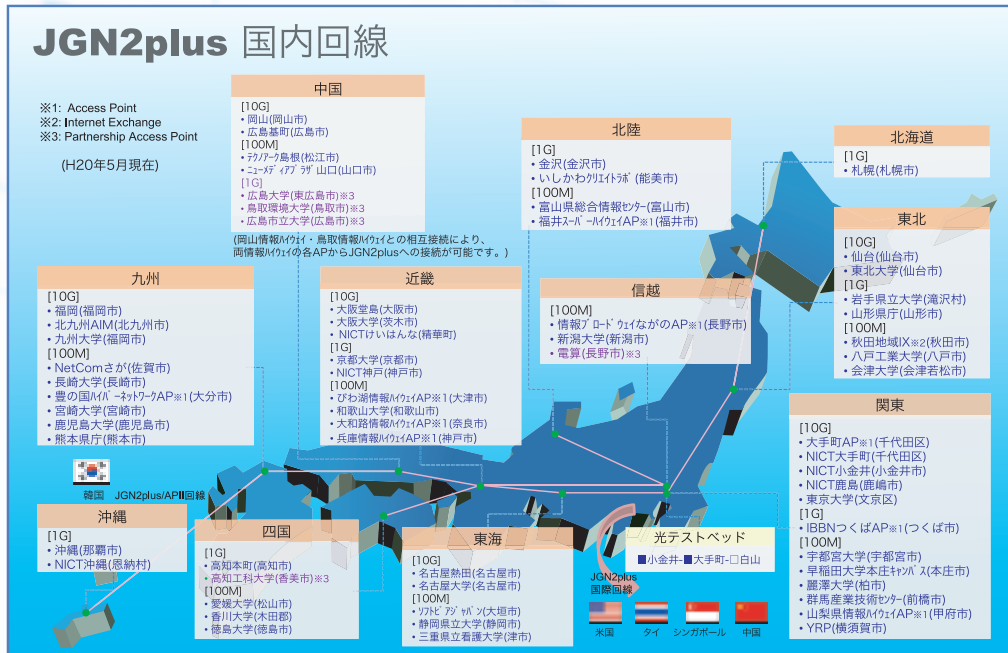 JGN2plus 国内回線
※1: Access Point
※2: Internet Exchange
※3: Partnership Access Point
(H20年5月現在)
中国
[10G]
• 岡山(岡山市)
• 広島基町(広島市)
[100M]
• テクノアーク島根(松江市)
• ニューメディアプラザ山口(山口市)
[1G]
• 広島大学(東広島市)※3
• 鳥取環境大学(鳥取市)※3
• 広島市立大学(広島市)※3
(岡山情報ハイウェイ・鳥取情報ハイウェイとの相互接続により、
両情報ハイウェイの各APからJGN2plusへの接続が可能です。)
北陸
[1G]
• 金沢(金沢市)
• いしかわクリエイトラボ(能美市)
[100M]
• 富山県総合情報センター(富山市)
• 福井スーパーハイウェイAP※1(福井市)
北海道
[1G]
• 札幌(札幌市)
東北
[10G]
• 仙台(仙台市)
• 東北大学(仙台市)
[1G]
• 岩手県立大学(滝沢村)
• 山形県庁(山形市)
[100M]
• 秋田地域IX※2(秋田市)
• 八戸工業大学(八戸市)
• 会津大学(会津若松市)
九州
[10G]
• 福岡(福岡市)
• 北九州AIM(北九州市)
• 九州大学(福岡市)
[100M]
• NetComさが(佐賀市)
• 長崎大学(長崎市)
• 豊の国ハイパーネットワークAP※1(大分市)
• 宮崎大学(宮崎市)
• 鹿児島大学(鹿児島市)
• 熊本県庁(熊本市)
近畿
[10G]
• 大阪堂島(大阪市)
• 大阪大学(茨木市)
• NICTけいはんな(精華町)
[1G]
• 京都大学(京都市)
• NICT神戸(神戸市)
[100M]
• びわ湖情報ハイウェイAP※1(大津市)
• 和歌山大学(和歌山市)
• 大和路情報ハイウェイAP※1(奈良市)
• 兵庫情報ハイウェイAP※1(神戸市)
信越
[100M]
• 情報ブロードウェイながのAP※1(長野市)
• 新潟大学(新潟市)
• 電算(長野市)※3
関東
[10G]
• 大手町AP※1(千代田区)
• NICT大手町(千代田区)
• NICT小金井(小金井市)
• NICT鹿島(鹿嶋市)
• 東京大学(文京区)
[1G]
• IBBNつくばAP※1(つくば市)
[100M]
• 宇都宮大学(宇都宮市)
• 早稲田大学本庄キャンパス(本庄市)
• 麗澤大学(柏市)
• 群馬産業技術センター(前橋市)
• 山梨県情報ハイウェイAP※1(甲府市)
• YRP(横須賀市)
韓国 JGN2plus/APII回線
沖縄
[1G]
• 沖縄(那覇市)
• NICT沖縄(恩納村)
四国
[1G]
• 高知本町(高知市)
• 高知工科大学(香美市)※3
[100M]
• 愛媛大学(松山市)
• 香川大学(木田郡)
• 徳島大学(徳島市)
東海
[10G]
• 名古屋熱田(名古屋市)
• 名古屋大学(名古屋市)
[100M]
• ソフトピアジャパン(大垣市)
• 静岡県立大学(静岡市)
• 三重県立看護大学(津市)
光テストベッド
■小金井-■大手町-□白山
JGN2plus
国際回線
米国 タイ シンガポール 中国